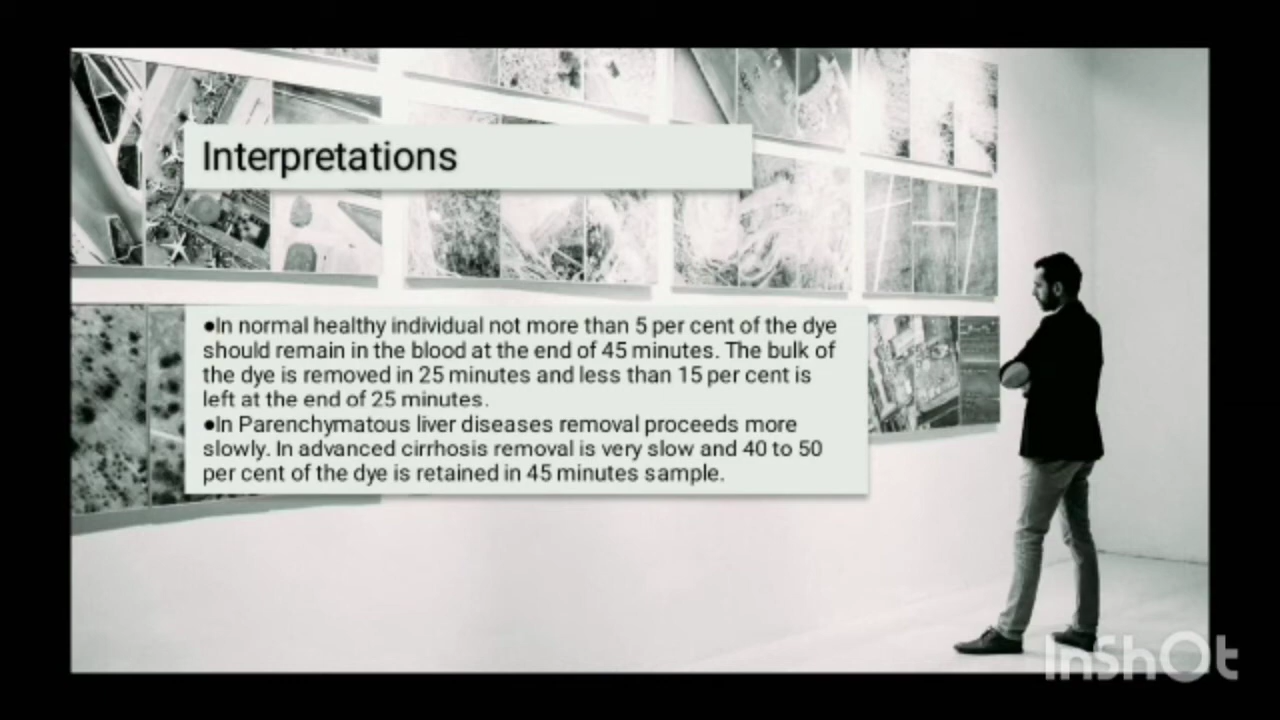 Interpretations
●In normal healthy individual not more than 5 per cent of the dye
should remain in the blood at the end of 45 minutes. The bulk of
the dye is removed in 25 minutes and less than 15 per cent is
left at the end of 25 minutes.
●In Parenchymatous liver diseases removal proceeds more
slowly. In advanced cirrhosis removal is very slow and 40 to 50
per cent of the dye is retained in 45 minutes sample.
InShOt